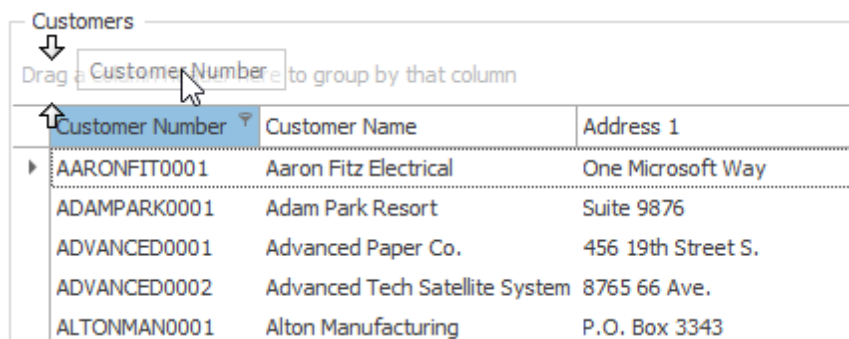 Customers
Customer Number
Drag a to group by that column
Customer Number Customer Name Address 1
AARONFIT0001 Aaron Fitz Electrical One Microsoft Way
ADAMPARK0001 Adam Park Resort Suite 9876
ADVANCED0001 Advanced Paper Co. 456 19th Street S.
ADVANCED0002 Advanced Tech Satellite System 8765 66 Ave.
ALTONMAN0001 Alton Manufacturing P.O. Box 3343